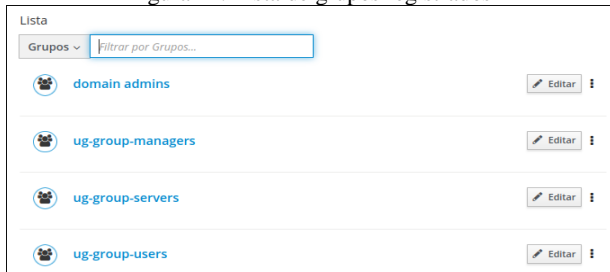 Lista
Grupos
Filtrar por Grupos...
domain admins Editar
ug-group-managers Editar
ug-group-servers Editar
ug-group-users Editar